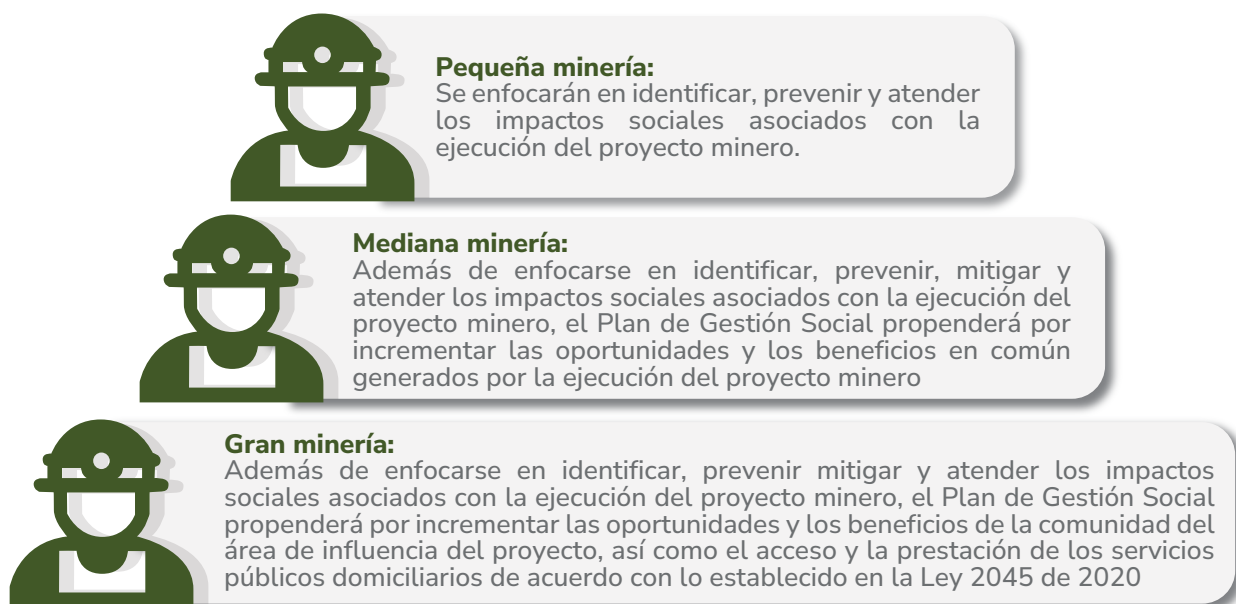 Pequeña minería:
Se enfocarán en identificar, prevenir y atender
los impactos sociales asociados con la
ejecución del proyecto minero.
Mediana minería:
Además de enfocarse en identificar, prevenir, mitigar y
atender los impactos sociales asociados con la ejecución del
proyecto minero, el Plan de Gestión Social propenderá por
incrementar las oportunidades y los beneficios en común
generados por la ejecución del proyecto minero
Gran minería:
Además de enfocarse en identificar, prevenir mitigar y atender los impactos
sociales asociados con la ejecución del proyecto minero, el Plan de Gestión Social
propenderá por incrementar las oportunidades y los beneficios de la comunidad del
área de influencia del proyecto, así como el acceso y la prestación de los servicios
públicos domiciliarios de acuerdo con lo establecido en la Ley 2045 de 2020